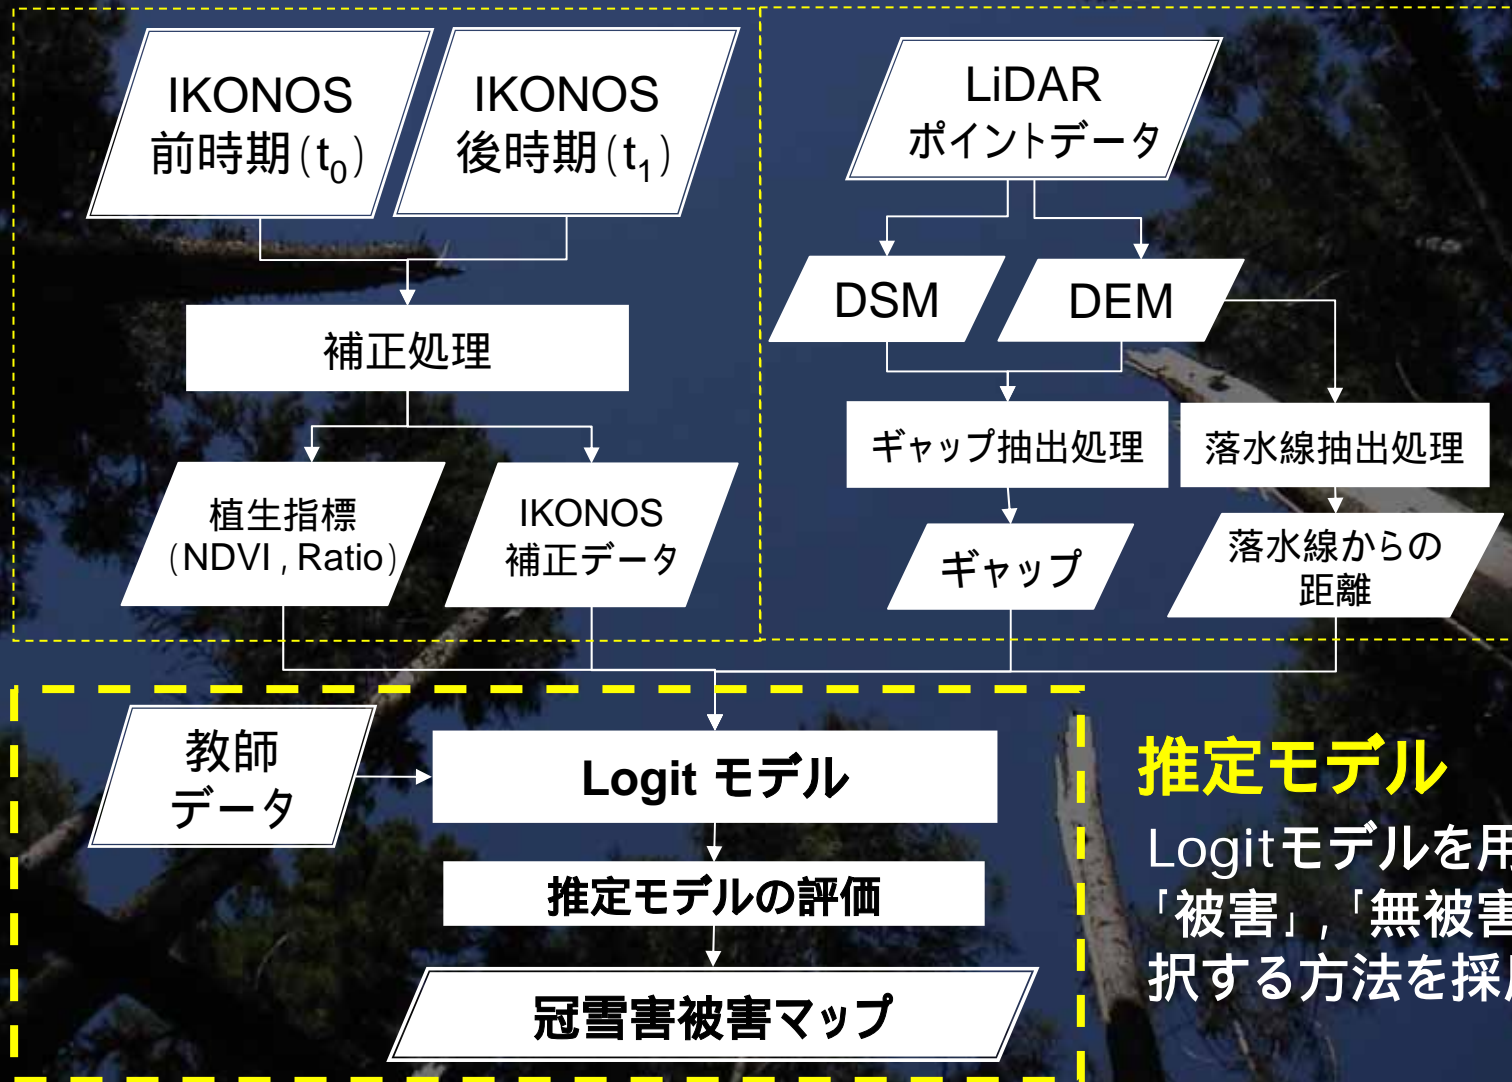 IKONOS
前時期(t₀)
IKONOS
後時期(t₁)
補正処理
植生指標
(NDVI , Ratio)
IKONOS
補正データ
LiDAR
ポイントデータ
DSM
DEM
ギャップ抽出処理
落水線抽出処理
ギャップ
落水線からの
距離
教師
データ
Logit モデル
推定モデルの評価
冠雪害被害マップ
推定モデル
Logitモデルを用
「被害」,「無被害
択する方法を採